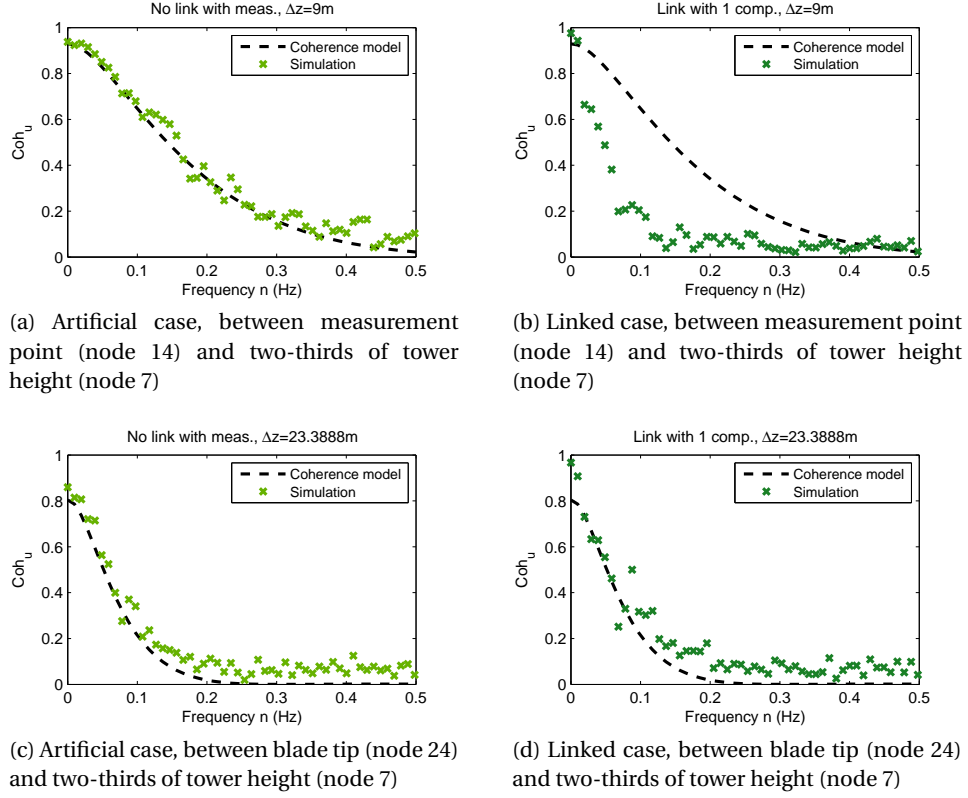 No link with meas., Δz=9m
1
0.8
0.6
0.4
0.2
0
Coh_u
0
0.1
0.2
0.3
0.4
0.5
Frequency n (Hz)
Coherence model
Simulation
(a) Artificial case, between measurement
point (node 14) and two-thirds of tower
height (node 7)
Link with 1 comp., Δz=9m
1
0.8
0.6
0.4
0.2
0
Coh_u
0
0.1
0.2
0.3
0.4
0.5
Frequency n (Hz)
Coherence model
Simulation
(b) Linked case, between measurement point
(node 14) and two-thirds of tower height
(node 7)
No link with meas., Δz=23.3888m
1
0.8
0.6
0.4
0.2
0
Coh_u
0
0.1
0.2
0.3
0.4
0.5
Frequency n (Hz)
Coherence model
Simulation
(c) Artificial case, between blade tip (node 24)
and two-thirds of tower height (node 7)
Link with 1 comp., Δz=23.3888m
1
0.8
0.6
0.4
0.2
0
Coh_u
0
0.1
0.2
0.3
0.4
0.5
Frequency n (Hz)
Coherence model
Simulation
(d) Linked case, between blade tip (node 24)
and two-thirds of tower height (node 7)